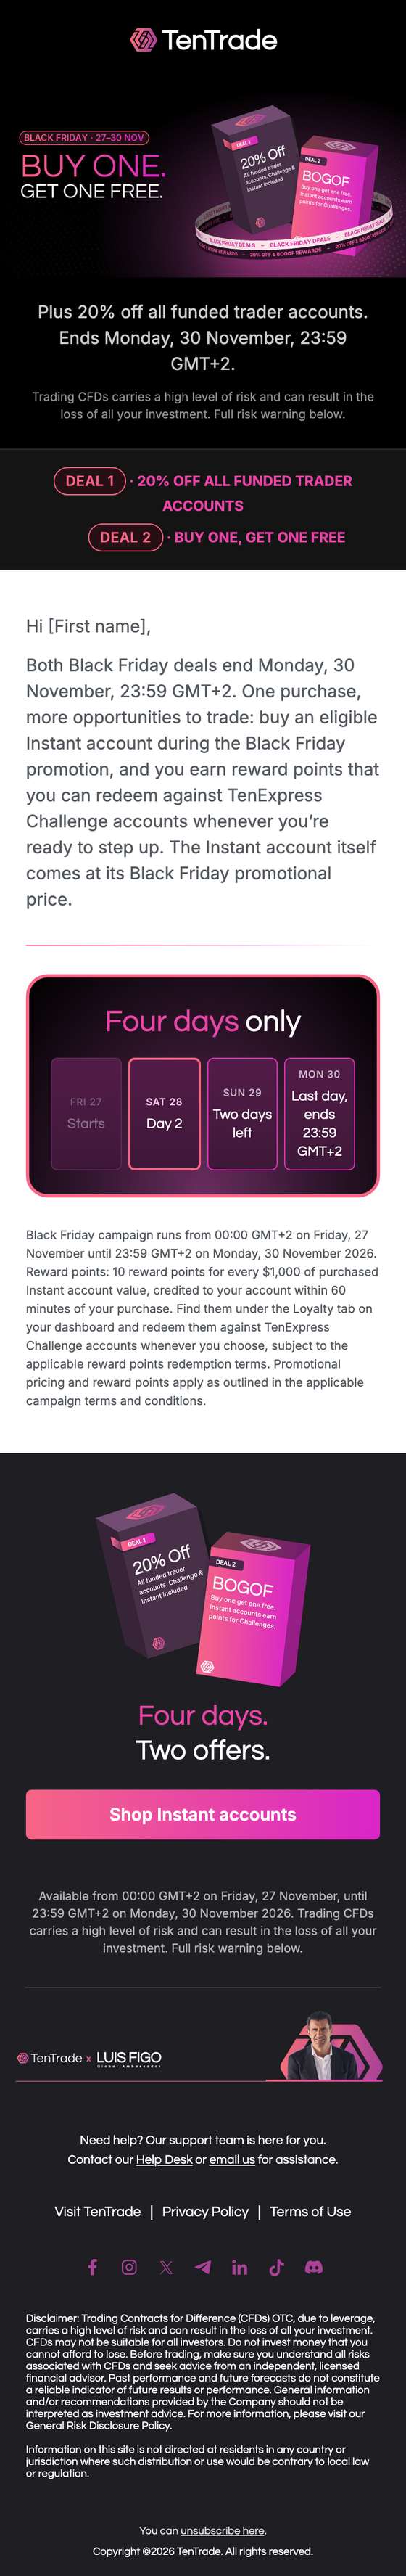 TenTrade
BLACK FRIDAY · 27–30 NOV
BUY ONE.
GET ONE FREE.
DEAL 1
20% Off
All funded trader
accounts. Challenge &
Instant included
DEAL 2
BOGOF
Buy one get one free.
Instant accounts earn
points for Challenges.
BLACK FRIDAY DEALS – BLACK FRIDAY DEALS
20% OFF & BOGOF REWARDS
Plus 20% off all funded trader accounts.
Ends Monday, 30 November, 23:59
GMT+2.
Trading CFDs carries a high level of risk and can result in the
loss of all your investment. Full risk warning below.
DEAL 1 · 20% OFF ALL FUNDED TRADER
ACCOUNTS
DEAL 2 · BUY ONE, GET ONE FREE
Hi [First name],
Both Black Friday deals end Monday, 30
November, 23:59 GMT+2. One purchase,
more opportunities to trade: buy an eligible
Instant account during the Black Friday
promotion, and you earn reward points that
you can redeem against TenExpress
Challenge accounts whenever you’re
ready to step up. The Instant account itself
comes at its Black Friday promotional
price.
Four days only
FRI 27
Starts
SAT 28
Day 2
SUN 29
Two days
left
MON 30
Last day,
ends
23:59
GMT+2
Black Friday campaign runs from 00:00 GMT+2 on Friday, 27
November until 23:59 GMT+2 on Monday, 30 November 2026.
Reward points: 10 reward points for every $1,000 of purchased
Instant account value, credited to your account within 60
minutes of your purchase. Find them under the Loyalty tab on
your dashboard and redeem them against TenExpress
Challenge accounts whenever you choose, subject to the
applicable reward points redemption terms. Promotional
pricing and reward points apply as outlined in the applicable
campaign terms and conditions.
DEAL 1
20% Off
All funded trader
accounts. Challenge &
Instant included
DEAL 2
BOGOF
Buy one get one free.
Instant accounts earn
points for Challenges.
Four days.
Two offers.
Shop Instant accounts
Available from 00:00 GMT+2 on Friday, 27 November, until
23:59 GMT+2 on Monday, 30 November 2026. Trading CFDs
carries a high level of risk and can result in the loss of all your
investment. Full risk warning below.
TenTrade x LUIS FIGO
Global Ambassador
Need help? Our support team is here for you.
Contact our Help Desk or email us for assistance.
Visit TenTrade | Privacy Policy | Terms of Use
Disclaimer: Trading Contracts for Difference (CFDs) OTC, due to leverage,
carries a high level of risk and can result in the loss of all your investment.
CFDs may not be suitable for all investors. Do not invest money that you
cannot afford to lose. Before trading, make sure you understand all risks
associated with CFDs and seek advice from an independent, licensed
financial advisor. Past performance and future forecasts do not constitute
a reliable indicator of future results or performance. General information
and/or recommendations provided by the Company should not be
interpreted as investment advice. For more information, please visit our
General Risk Disclosure Policy.
Information on this site is not directed at residents in any country or
jurisdiction where such distribution or use would be contrary to local law
or regulation.
You can unsubscribe here.
Copyright ©2026 TenTrade. All rights reserved.